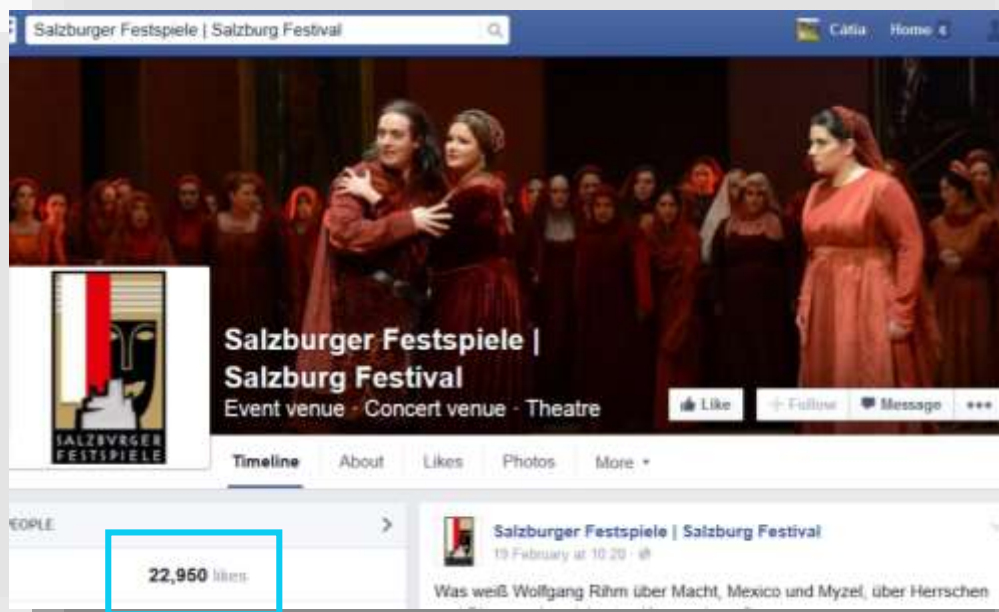 Salzburger Festspiele | Salzburg Festival
Cátia Home 6
Salzburger Festspiele |
Salzburg Festival
Event venue · Concert venue · Theatre
Like
Follow
Message
SALZBVRGER
FESTSPIELE
Timeline
About
Likes
Photos
More
PEOPLE
22,950 likes
Salzburger Festspiele | Salzburg Festival
19 February at 10:20
Was weiß Wolfgang Rihm über Macht, Mexico und Myzel, über Herrschen